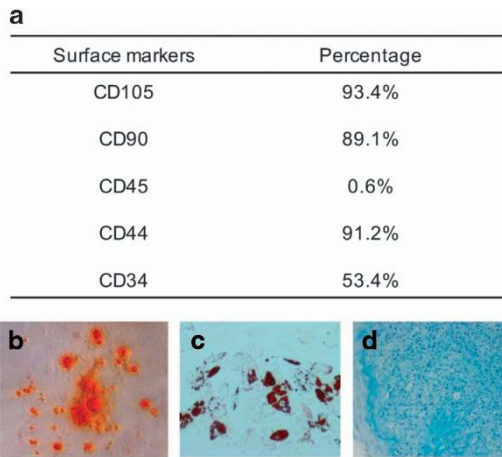 a
Surface markers Percentage
CD105 93.4%
CD90 89.1%
CD45 0.6%
CD44 91.2%
CD34 53.4%
b c d